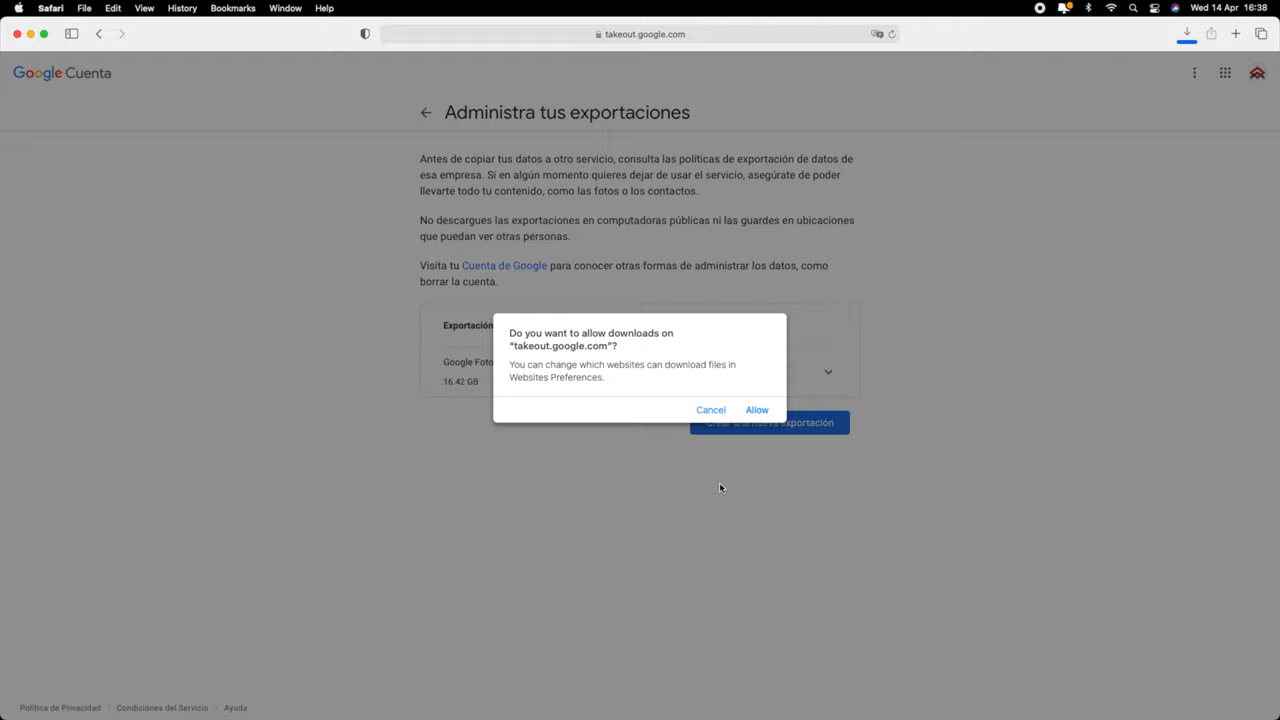 Safari File Edit View History Bookmarks Window Help Wed 14 Apr 16:38
takeout.google.com
Google Cuenta
Administra tus exportaciones
Antes de copiar tus datos a otro servicio, consulta las políticas de exportación de datos de
esa empresa. Si en algún momento quieres dejar de usar el servicio, asegúrate de poder
llevarte todo tu contenido, como las fotos o los contactos.
No descargues las exportaciones en computadoras públicas ni las guardes en ubicaciones
que puedan ver otras personas.
Visita tu Cuenta de Google para conocer otras formas de administrar los datos, como
borrar la cuenta.
Exportación
Do you want to allow downloads on
“takeout.google.com”?
Google Foto
You can change which websites can download files in
Websites Preferences.
16.42 GB
Cancel Allow
Crear una nueva exportación
Política de Privacidad · Condiciones del Servicio · Ayuda